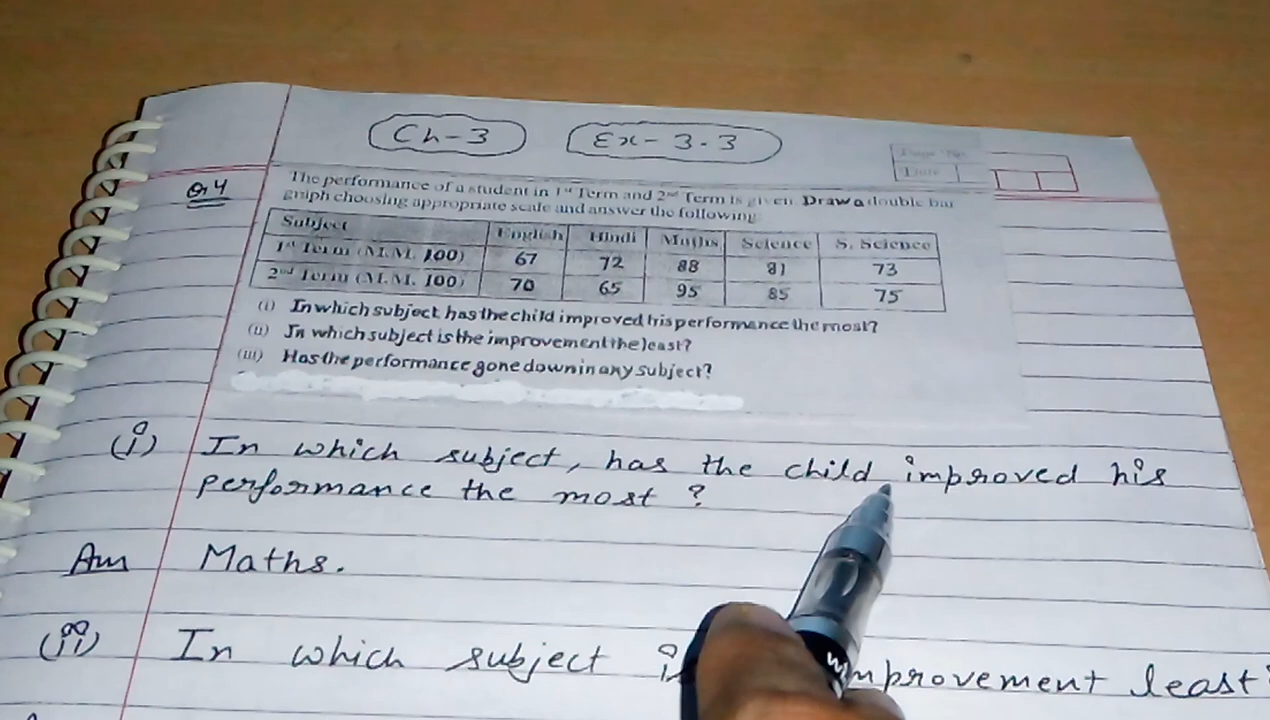 Ch-3 Ex-3.3
Page No.
Date
Q.4
The performance of a student in 1st Term and 2nd Term is given. Draw a double bar
graph choosing appropriate scale and answer the following
Subject English Hindi Maths Science S. Science
1st Term (M.M. 100) 67 72 88 81 73
2nd Term (M.M. 100) 70 65 95 85 75
(i) In which subject has the child improved his performance the most?
(ii) In which subject is the improvement the least?
(iii) Has the performance gone down in any subject?
(i) In which subject, has the child improved his
performance the most ?
Ans Maths.
(ii) In which subject improvement least?